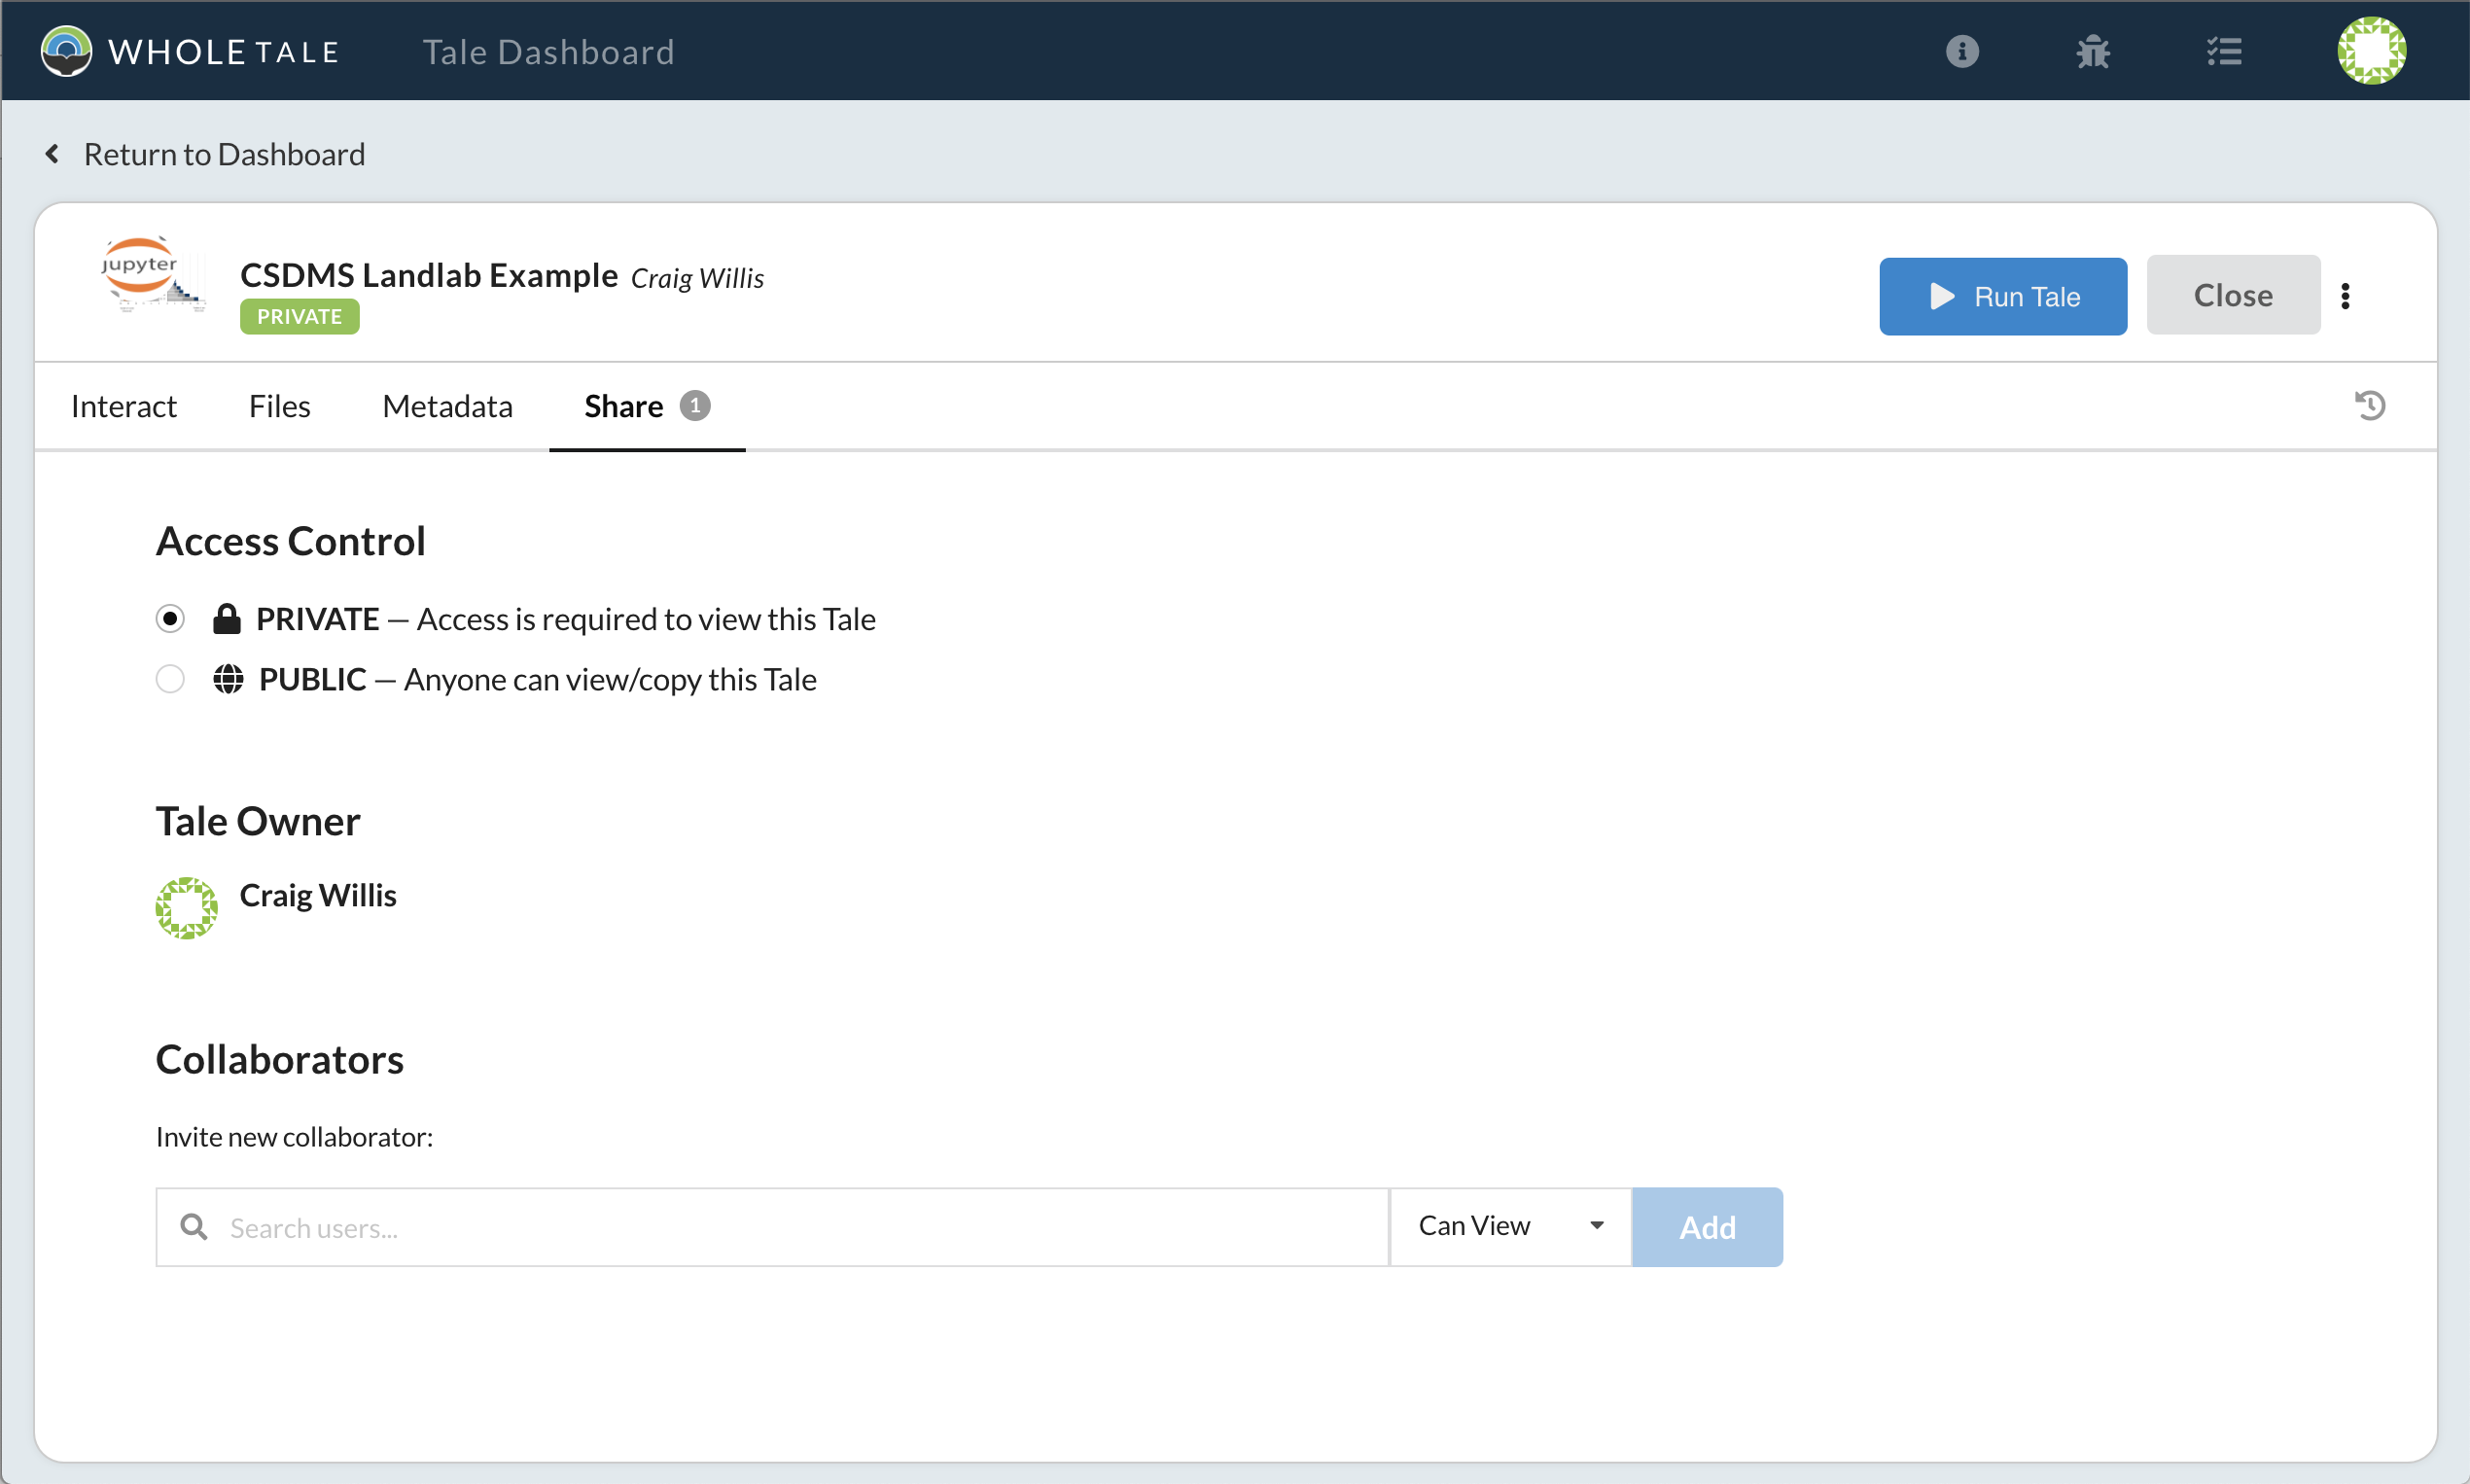 WHOLE TALE Tale Dashboard
Return to Dashboard
jupyter
CSDMS Landlab Example Craig Willis
PRIVATE
Run Tale
Close
Interact Files Metadata Share 1
Access Control
PRIVATE — Access is required to view this Tale
PUBLIC — Anyone can view/copy this Tale
Tale Owner
Craig Willis
Collaborators
Invite new collaborator:
Search users...
Can View
Add